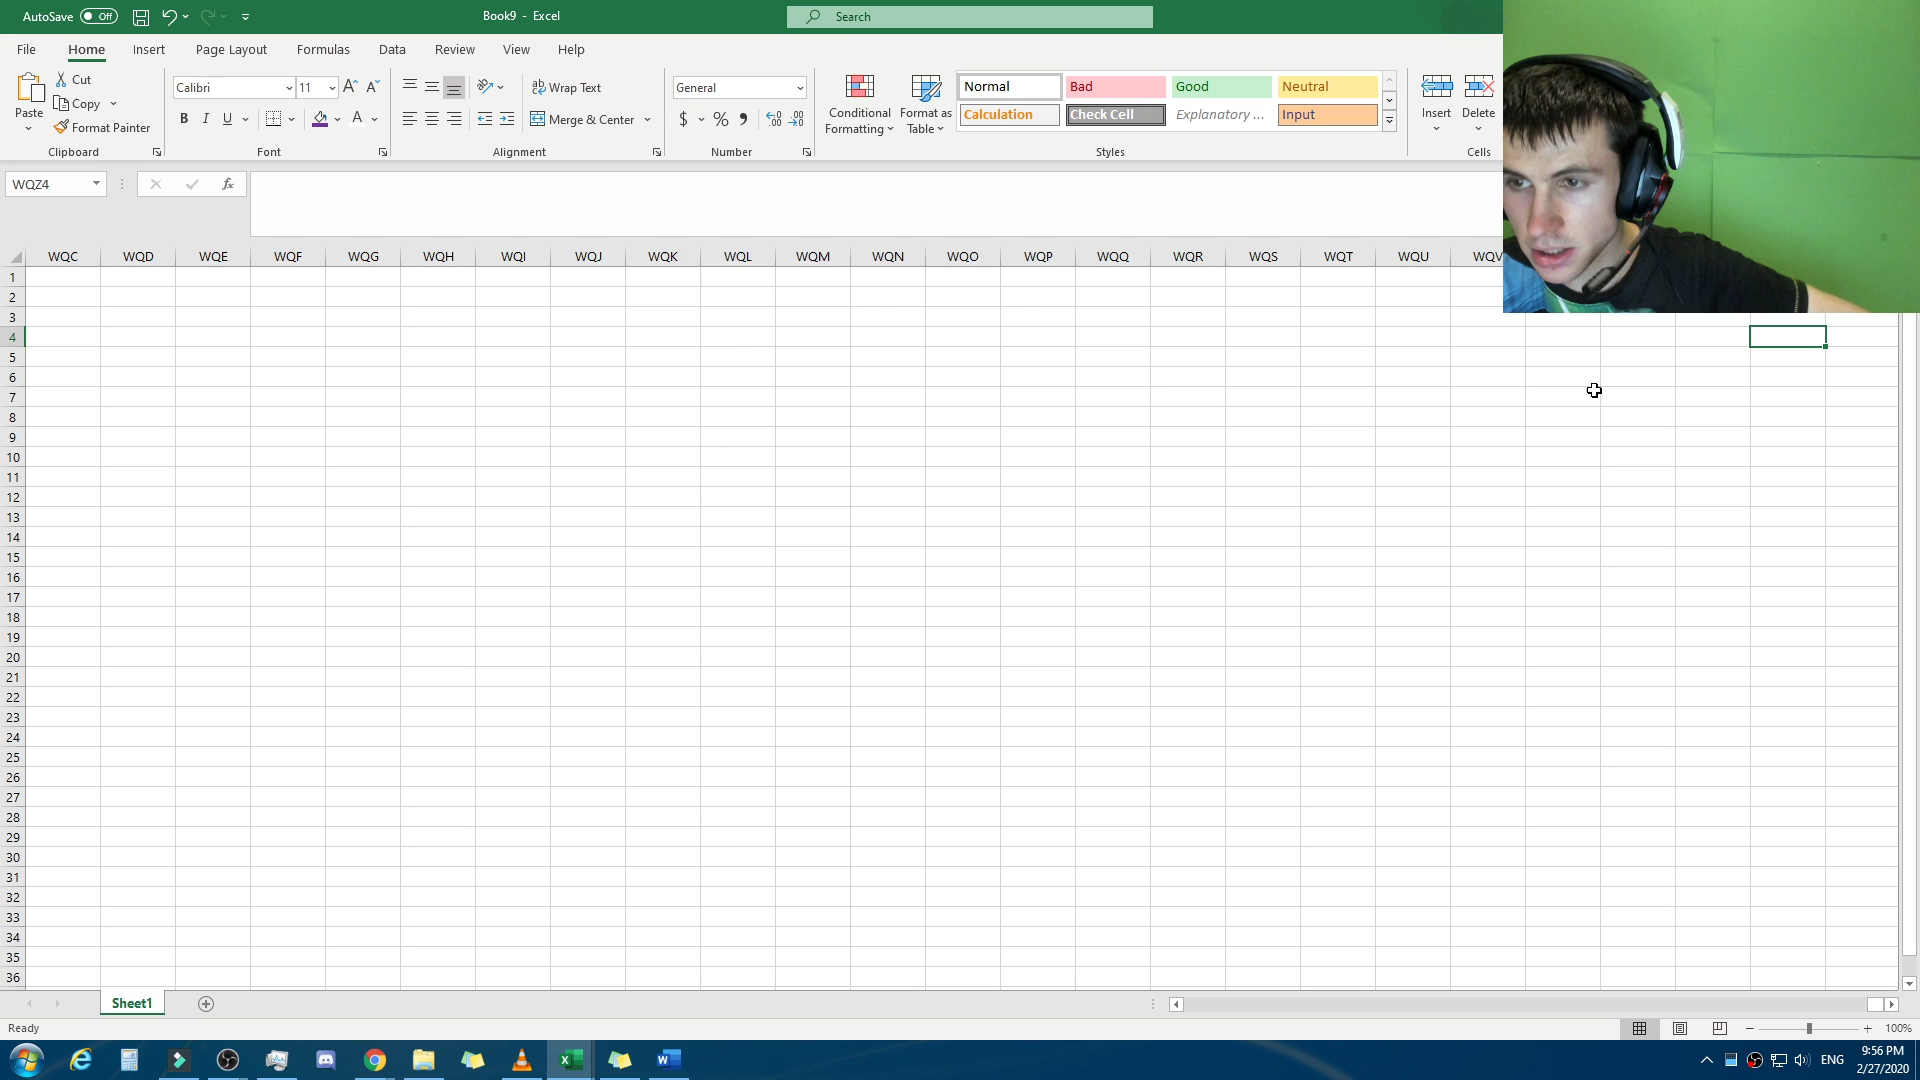 AutoSave Off Book9 - Excel Search
File Home Insert Page Layout Formulas Data Review View Help
Paste
Cut
Copy
Format Painter
Clipboard
Calibri 11
B I U
Font
Wrap Text
Merge & Center
Alignment
General
$ % ,
Number
Conditional Formatting
Format as Table
Normal Bad Good Neutral
Calculation Check Cell Explanatory ... Input
Styles
Insert Delete
Cells
WQZ4 fx
WQC WQD WQE WQF WQG WQH WQI WQJ WQK WQL WQM WQN WQO WQP WQQ WQR WQS WQT WQU WQV
1
2
3
4
5
6
7
8
9
10
11
12
13
14
15
16
17
18
19
20
21
22
23
24
25
26
27
28
29
30
31
32
33
34
35
36
Sheet1
Ready 100%
ENG 9:56 PM
2/27/2020